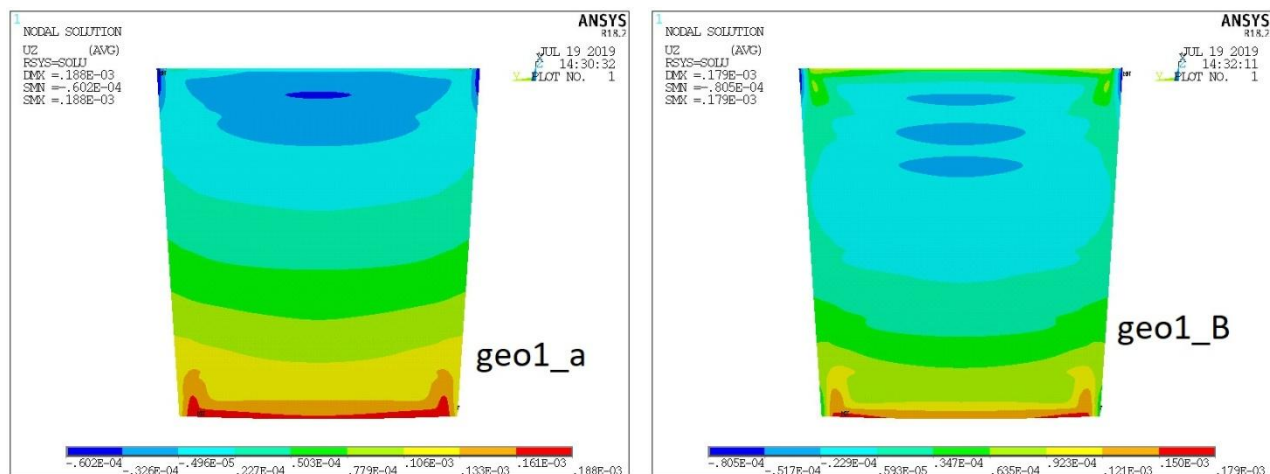 1
NODAL SOLUTION
UZ (AVG)
RSYS=SOLU
DMX =.188E-03
SMN =-.602E-04
SMX =.188E-03
ANSYS
R18.2
JUL 19 2019
14:30:32
PLOT NO. 1
geo1_a
-.602E-04 -.326E-04 -.496E-05 .227E-04 .503E-04 .779E-04 .106E-03 .133E-03 .161E-03 .188E-03
1
NODAL SOLUTION
UZ (AVG)
RSYS=SOLU
DMX =.179E-03
SMN =-.805E-04
SMX =.179E-03
ANSYS
R18.2
JUL 19 2019
14:32:11
PLOT NO. 1
geo1_B
-.805E-04 -.517E-04 -.229E-04 .593E-05 .347E-04 .635E-04 .923E-04 .121E-03 .150E-03 .179E-03